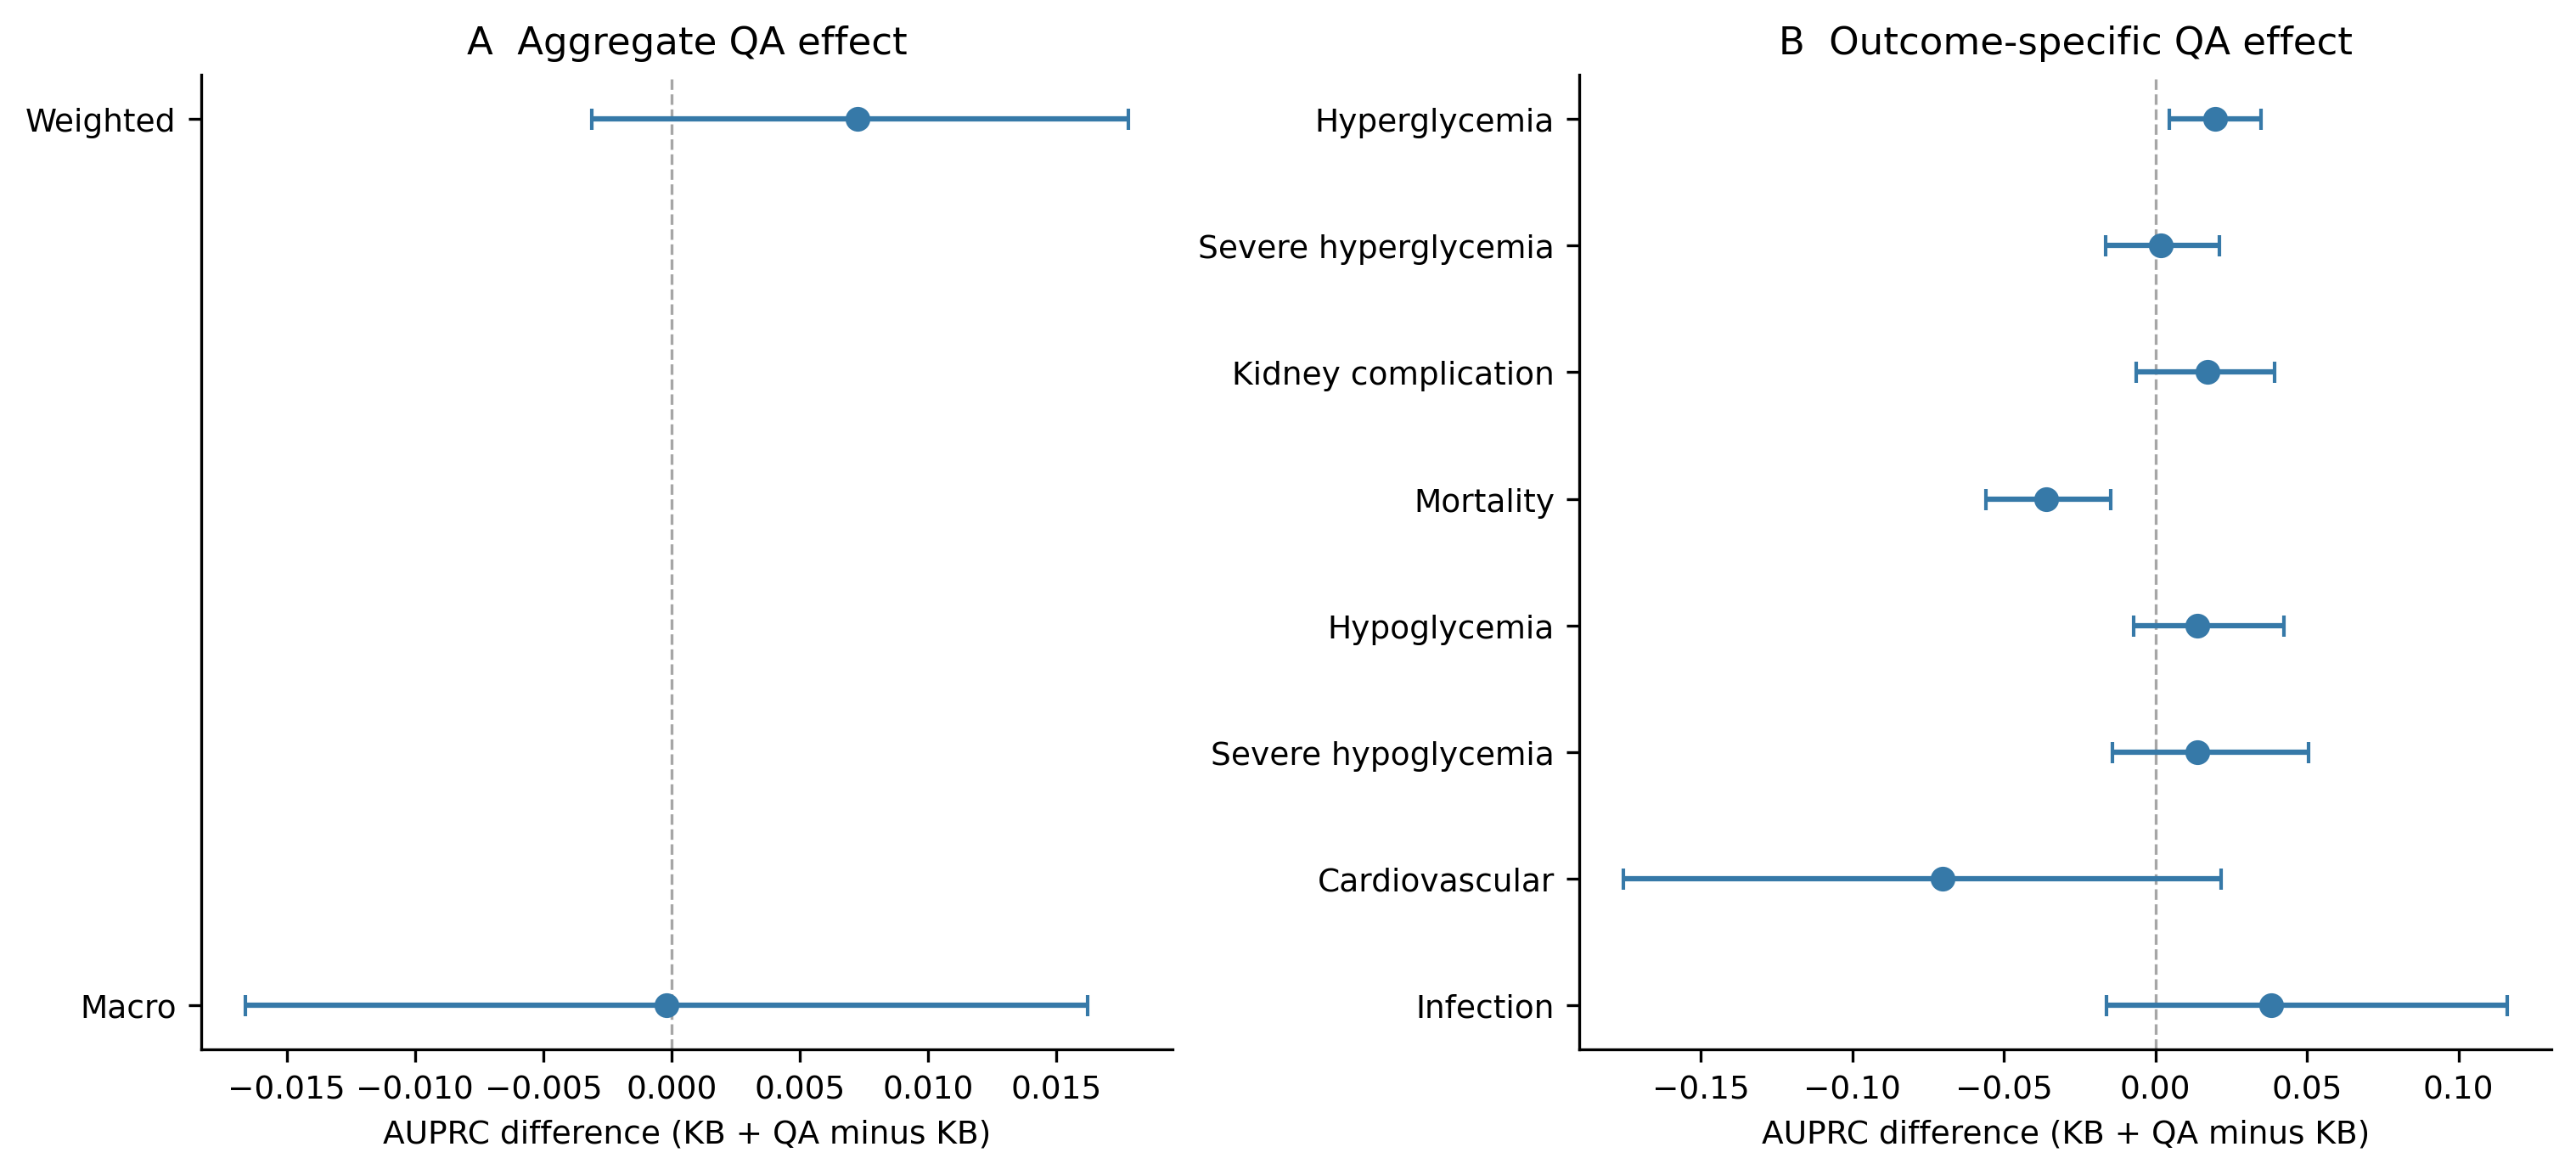 A  Aggregate QA effect
Weighted
Macro
−0.015 −0.010 −0.005 0.000 0.005 0.010 0.015
AUPRC difference (KB + QA minus KB)
B  Outcome-specific QA effect
Hyperglycemia
Severe hyperglycemia
Kidney complication
Mortality
Hypoglycemia
Severe hypoglycemia
Cardiovascular
Infection
−0.15 −0.10 −0.05 0.00 0.05 0.10
AUPRC difference (KB + QA minus KB)